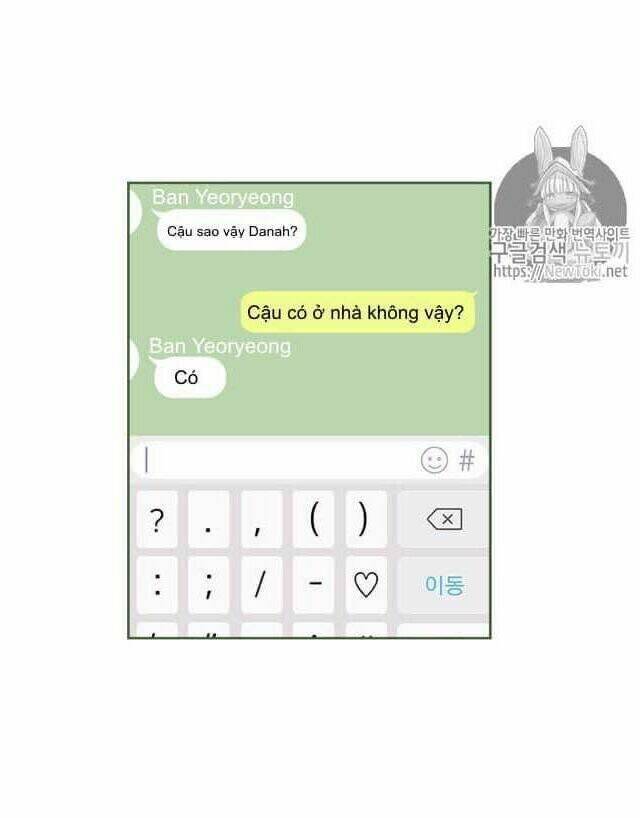 Ban Yeoryeong
Cậu sao vậy Danah?
가장 빠른 만화 번역사이트
구글검색 뉴토끼
https://NewToki.net
Cậu có ở nhà không vậy?
Ban Yeoryeong
Có
#
? . , ( )
: ; / - ♡ 이동